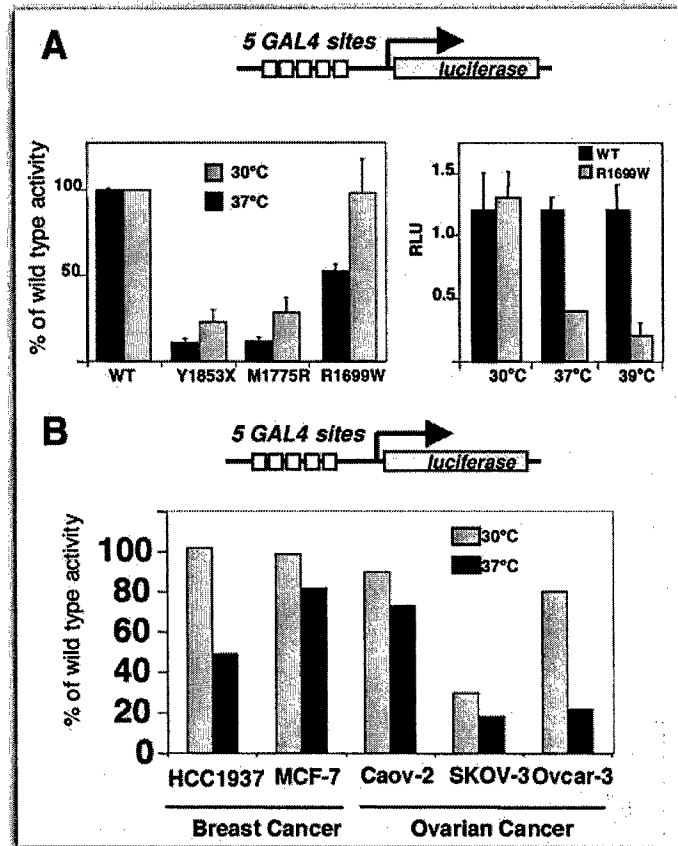 A
5 GAL4 sites
luciferase
% of wild type activity
100
50
30°C
37°C
WT
Y1853X
M1775R
R1699W
RLU
1.5
1.0
0.5
WT
R1699W
30°C
37°C
39°C
B
5 GAL4 sites
luciferase
% of wild type activity
100
80
60
40
20
0
30°C
37°C
HCC1937
MCF-7
Caov-2
SKOV-3
Ovcar-3
Breast Cancer
Ovarian Cancer